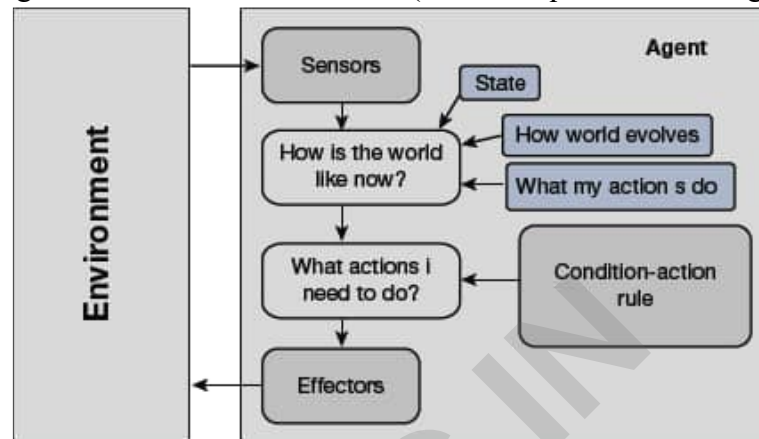 Environment
Agent
Sensors
State
How is the world
like now?
How world evolves
What my action s do
What actions i
need to do?
Condition-action
rule
Effectors
IN